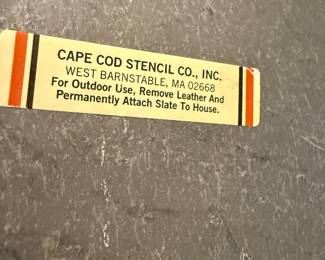 CAPE COD STENCIL CO., INC.
WEST BARNSTABLE, MA 02668
For Outdoor Use, Remove Leather And
Permanently Attach Slate To House.